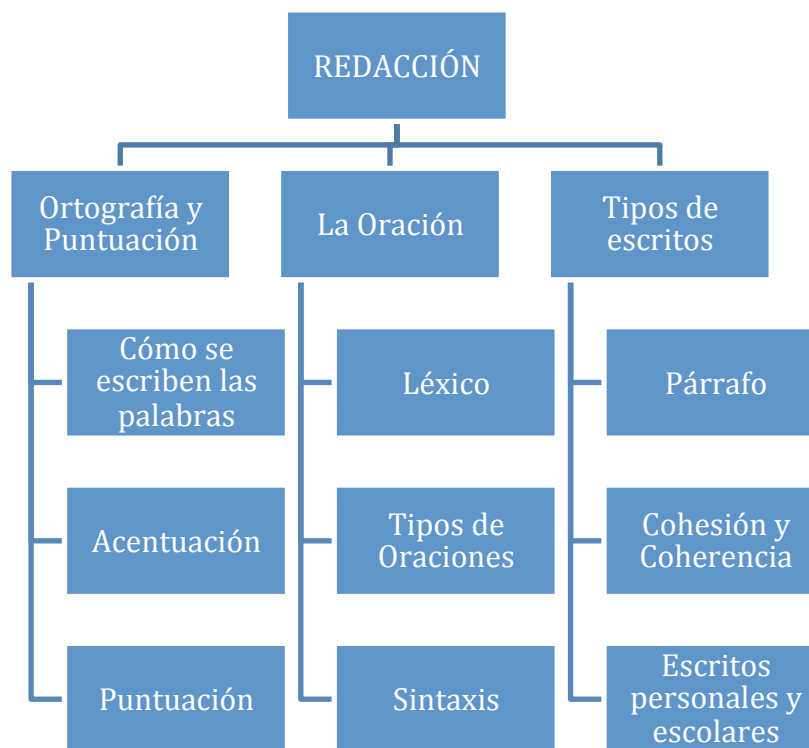 REDACCIÓN
Ortografía y
Puntuación
La Oración
Tipos de
escritos
Cómo se
escriben las
palabras
Léxico
Párrafo
Acentuación
Tipos de
Oraciones
Cohesión y
Coherencia
Puntuación
Sintaxis
Escritos
personales y
escolares